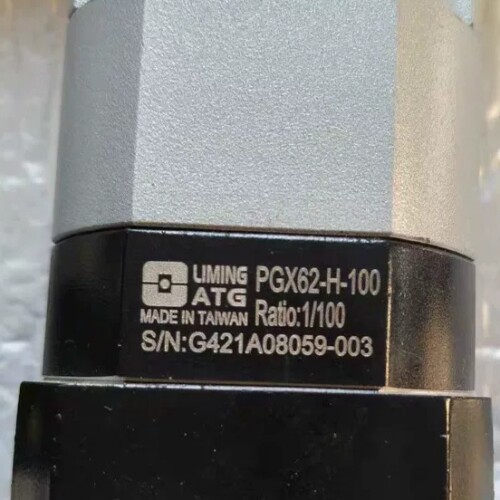 LIMING PGX62-H-100
ATG
MADE IN TAIWAN Ratio:1/100
S/N:G421A08059-003